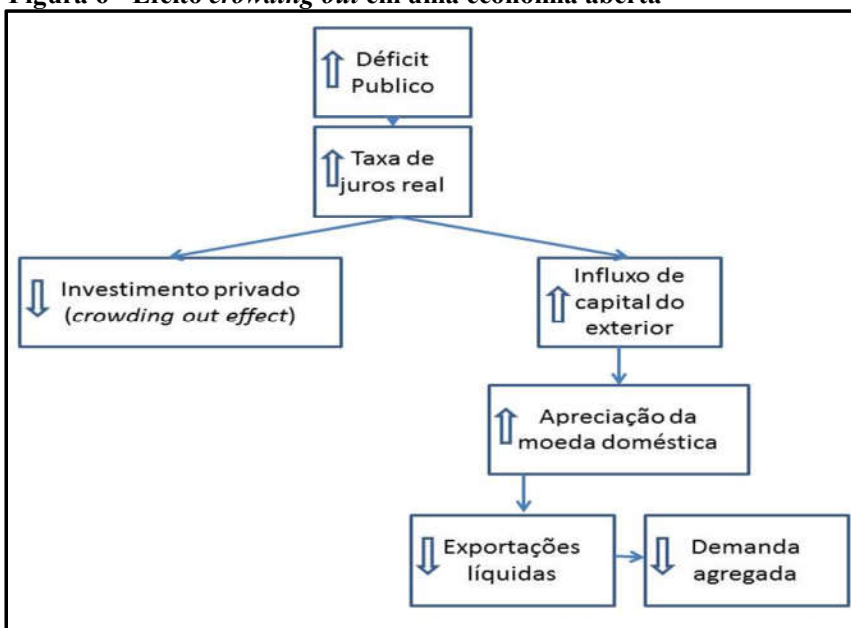 Figura 6 - Efeito crowding out em uma economia aberta
Déficit
Publico
Taxa de
juros real
Investimento privado
(crowding out effect)
Influxo de
capital do
exterior
Apreciação da
moeda doméstica
Exportações
líquidas
Demanda
agregada